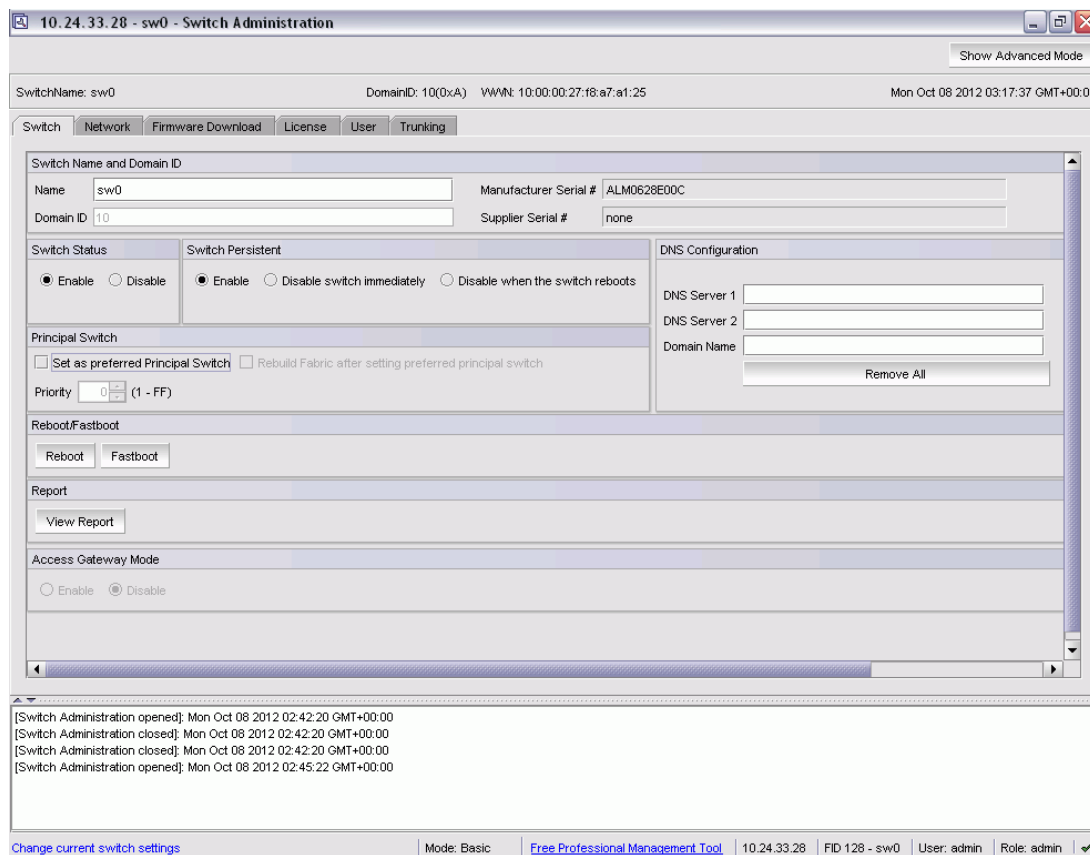 10.24.33.28 - sw0 - Switch Administration
Show Advanced Mode
SwitchName: sw0 DomainID: 10(0xA) WWN: 10:00:00:27:f8:a7:a1:25 Mon Oct 08 2012 03:17:37 GMT+00:0
Switch Network Firmware Download License User Trunking
Switch Name and Domain ID
Name sw0 Manufacturer Serial # ALM0628E00C
Domain ID 10 Supplier Serial # none
Switch Status Switch Persistent DNS Configuration
Enable Disable Enable Disable switch immediately Disable when the switch reboots
DNS Server 1
DNS Server 2
Principal Switch
Domain Name
Set as preferred Principal Switch Rebuild Fabric after setting preferred principal switch
Remove All
Priority 0 (1 - FF)
Reboot/Fastboot
Reboot Fastboot
Report
View Report
Access Gateway Mode
Enable Disable
[Switch Administration opened]: Mon Oct 08 2012 02:42:20 GMT+00:00
[Switch Administration closed]: Mon Oct 08 2012 02:42:20 GMT+00:00
[Switch Administration closed]: Mon Oct 08 2012 02:42:20 GMT+00:00
[Switch Administration opened]: Mon Oct 08 2012 02:45:22 GMT+00:00
Change current switch settings Mode: Basic Free Professional Management Tool 10.24.33.28 FID 128 - sw0 User: admin Role: admin